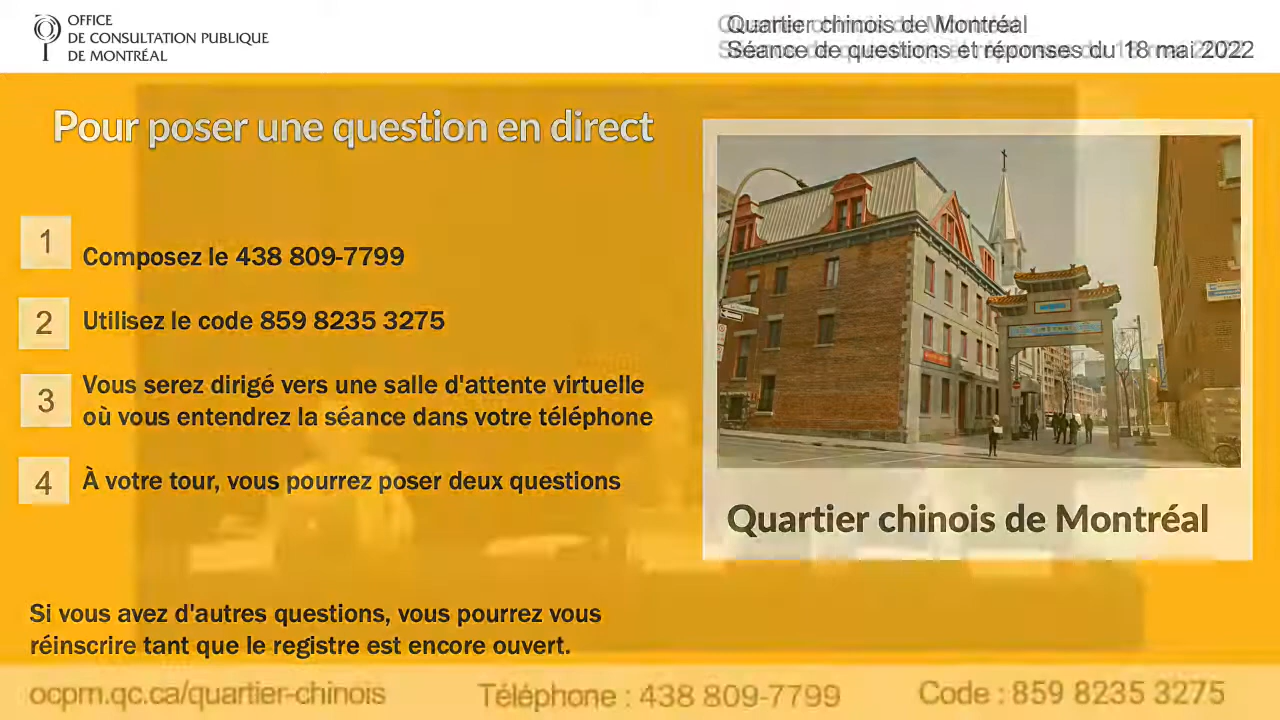 OFFICE
DE CONSULTATION PUBLIQUE
DE MONTRÉAL
Quartier chinois de Montréal
Séance de questions et réponses du 18 mai 2022
Pour poser une question en direct
1
Composez le 438 809-7799
2
Utilisez le code 859 8235 3275
3
Vous serez dirigé vers une salle d'attente virtuelle
où vous entendrez la séance dans votre téléphone
4
À votre tour, vous pourrez poser deux questions
Quartier chinois de Montréal
Si vous avez d'autres questions, vous pourrez vous
réinscrire tant que le registre est encore ouvert.
ocpm.qc.ca/quartier-chinois
Téléphone : 438 809-7799
Code : 859 8235 3275